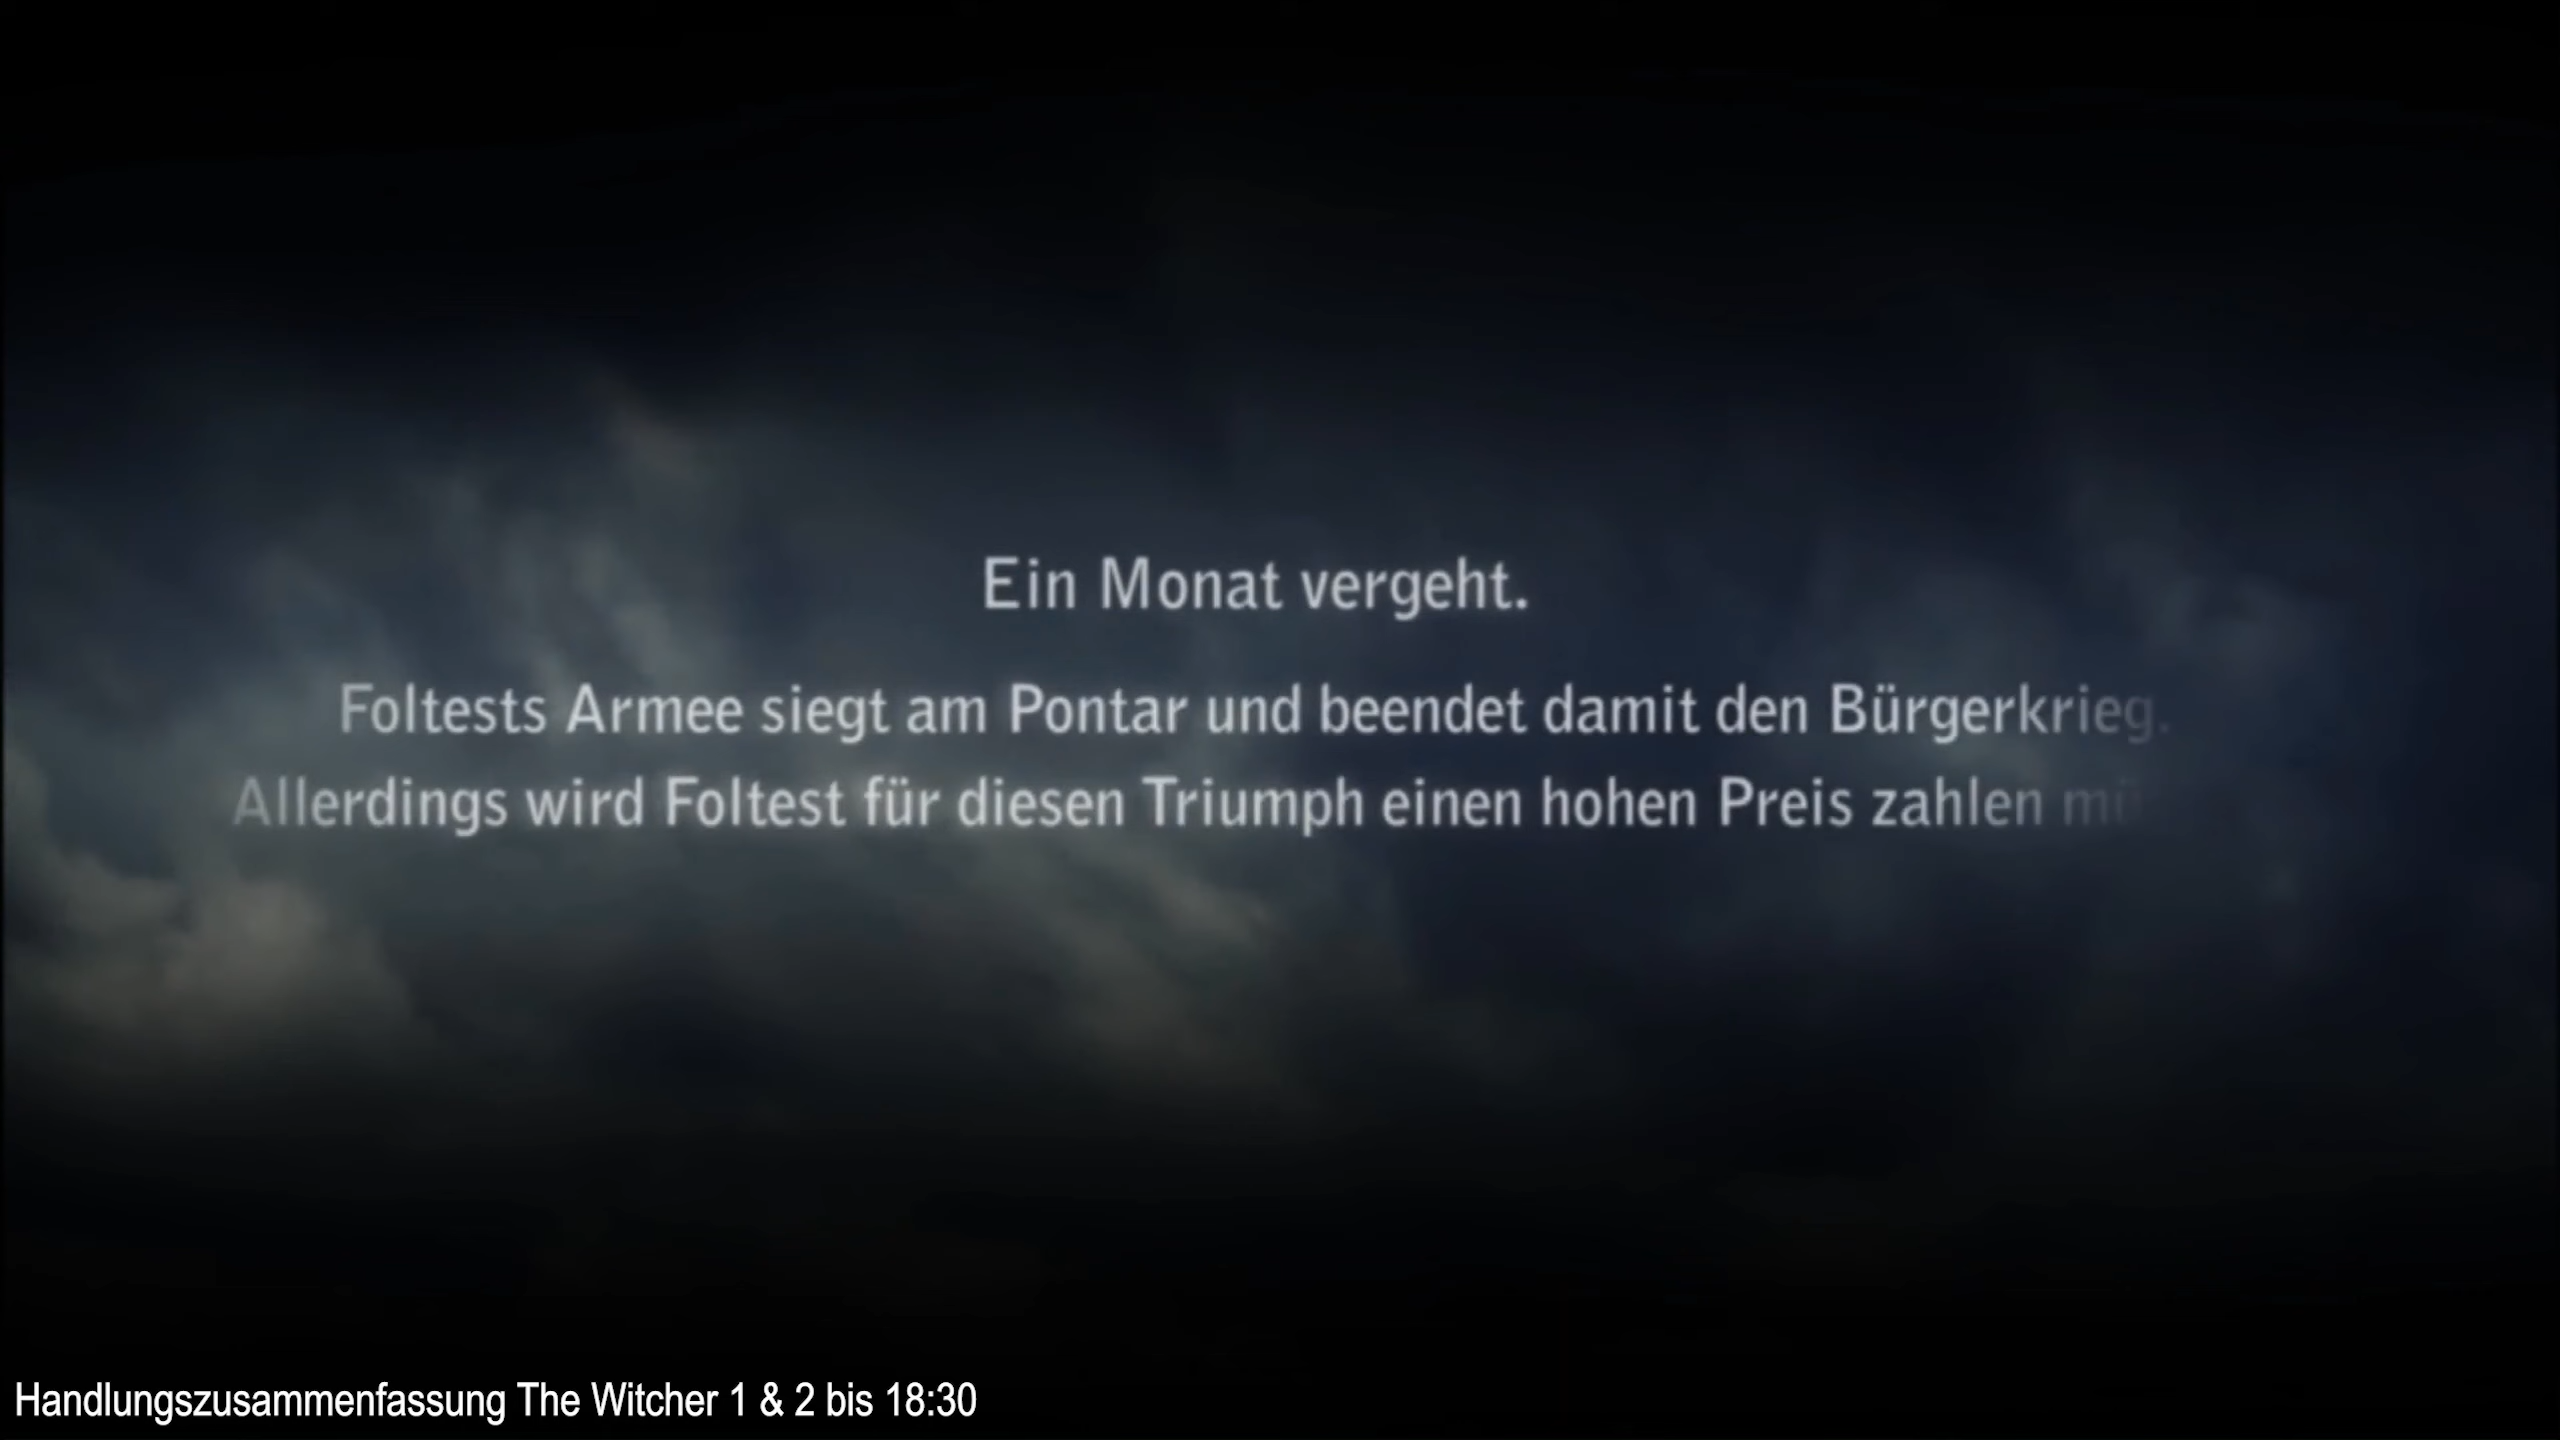 Ein Monat vergeht.
Foltests Armee siegt am Pontar und beendet damit den Bürgerkrieg.
Allerdings wird Foltest für diesen Triumph einen hohen Preis zahlen
Handlungszusammenfassung The Witcher 1 & 2 bis 18:30